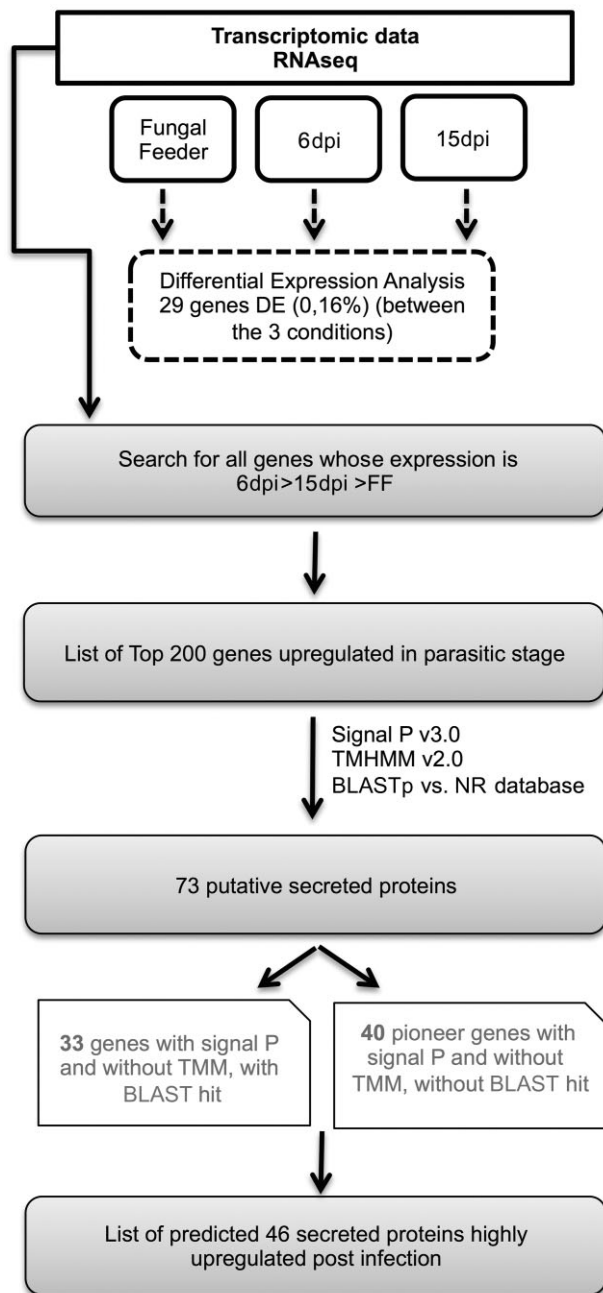 Transcriptomic data
RNAseq
Fungal
Feeder
6dpi
15dpi
Differential Expression Analysis
29 genes DE (0,16%) (between
the 3 conditions)
Search for all genes whose expression is
6dpi>15dpi >FF
List of Top 200 genes upregulated in parasitic stage
Signal P v3.0
TMHMM v2.0
BLASTp vs. NR database
73 putative secreted proteins
33 genes with signal P
and without TMM, with
BLAST hit
40 pioneer genes with
signal P and without
TMM, without BLAST hit
List of predicted 46 secreted proteins highly
upregulated post infection